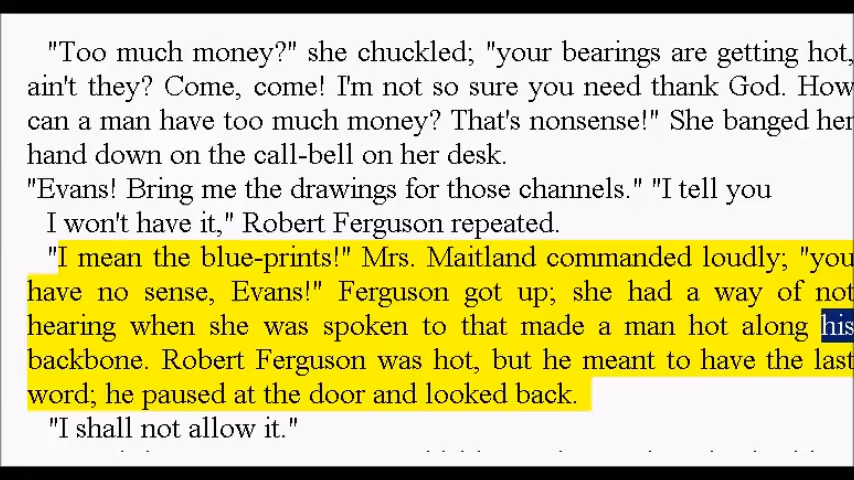 "Too much money?" she chuckled; "your bearings are getting hot,
ain't they? Come, come! I'm not so sure you need thank God. How
can a man have too much money? That's nonsense!" She banged her
hand down on the call-bell on her desk.
"Evans! Bring me the drawings for those channels." "I tell you
I won't have it," Robert Ferguson repeated.
"I mean the blue-prints!" Mrs. Maitland commanded loudly; "you
have no sense, Evans!" Ferguson got up; she had a way of not
hearing when she was spoken to that made a man hot along his
backbone. Robert Ferguson was hot, but he meant to have the last
word; he paused at the door and looked back.
"I shall not allow it."